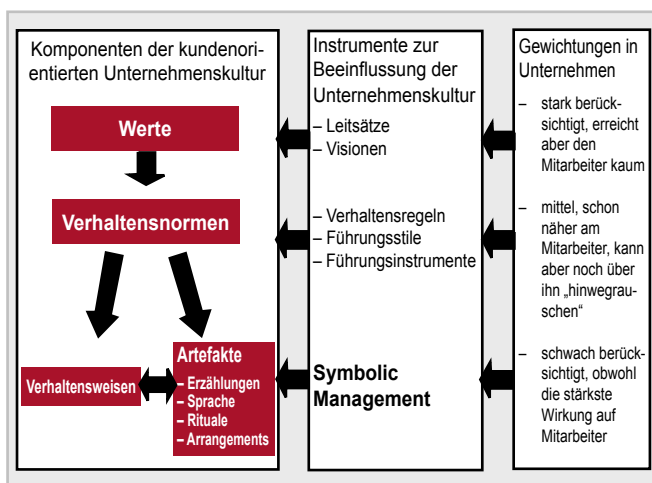 Komponenten der kundenori-
entierten Unternehmenskultur
Werte
Verhaltensnormen
Verhaltensweisen
Artefakte
– Erzählungen
– Sprache
– Rituale
– Arrangements
Instrumente zur
Beeinflussung der
Unternehmenskultur
– Leitsätze
– Visionen
– Verhaltensregeln
– Führungsstile
– Führungsinstrumente
Symbolic
Management
Gewichtungen in
Unternehmen
– stark berück-
sichtigt, erreicht
aber den
Mitarbeiter kaum
– mittel, schon
näher am
Mitarbeiter, kann
aber noch über
ihn „hinwegrau-
schen“
– schwach berück-
sichtigt, obwohl
die stärkste
Wirkung auf
Mitarbeiter